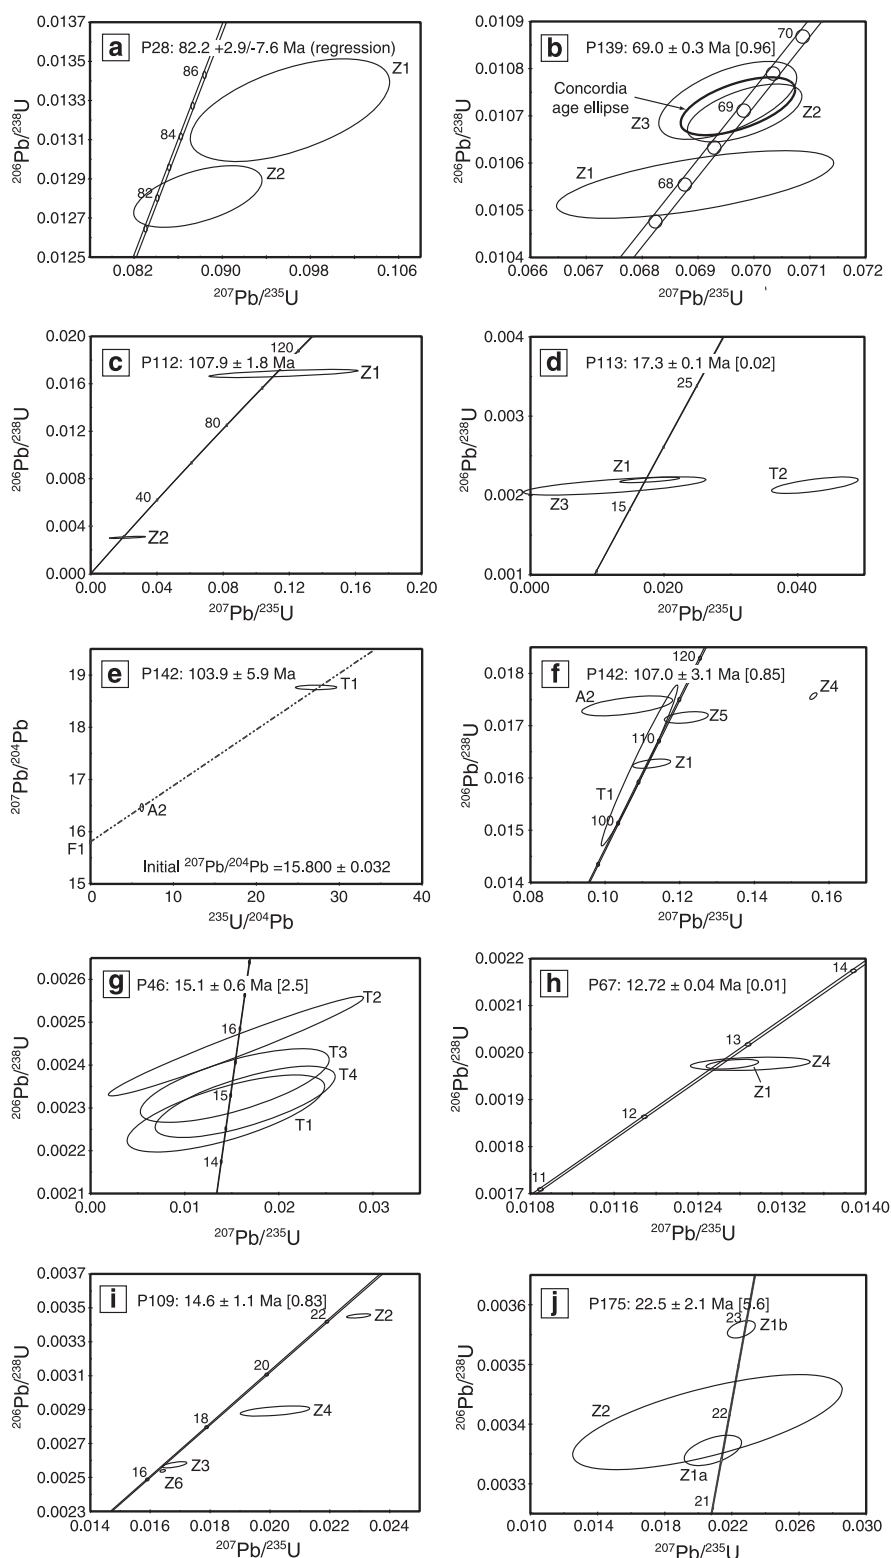 a P28: 82.2 +2.9/-7.6 Ma (regression)
0.0137
0.0135
0.0133
0.0131
0.0129
0.0127
0.0125
206Pb/238U
86
84
82
Z1
Z2
0.082
0.090
0.098
0.106
207Pb/235U
b P139: 69.0 ± 0.3 Ma [0.96]
0.0109
0.0108
0.0107
0.0106
0.0105
0.0104
206Pb/238U
70
69
68
Concordia
age ellipse
Z3
Z2
Z1
0.066
0.067
0.068
0.069
0.070
0.071
0.072
207Pb/235U
c P112: 107.9 ± 1.8 Ma
0.020
0.016
0.012
0.008
0.004
0.000
206Pb/238U
120
80
40
Z1
Z2
0.00
0.04
0.08
0.12
0.16
0.20
207Pb/235U
d P113: 17.3 ± 0.1 Ma [0.02]
0.004
0.003
0.002
0.001
206Pb/238U
25
15
Z1
Z3
T2
0.000
0.020
0.040
207Pb/235U
e P142: 103.9 ± 5.9 Ma
19
18
17
16
15
F1
207Pb/204Pb
T1
A2
Initial 207Pb/204Pb =15.800 ± 0.032
0
10
20
30
40
235U/204Pb
f P142: 107.0 ± 3.1 Ma [0.85]
0.018
0.017
0.016
0.015
0.014
206Pb/238U
120
110
100
A2
Z4
Z5
Z1
T1
0.08
0.10
0.12
0.14
0.16
207Pb/235U
g P46: 15.1 ± 0.6 Ma [2.5]
0.0026
0.0025
0.0024
0.0023
0.0022
0.0021
206Pb/238U
16
15
14
T2
T3
T4
T1
0.00
0.01
0.02
0.03
207Pb/235U
h P67: 12.72 ± 0.04 Ma [0.01]
0.0022
0.0021
0.0020
0.0019
0.0018
0.0017
206Pb/238U
14
13
12
11
Z4
Z1
0.0108
0.0116
0.0124
0.0132
0.0140
207Pb/235U
i P109: 14.6 ± 1.1 Ma [0.83]
0.0037
0.0035
0.0033
0.0031
0.0029
0.0027
0.0025
0.0023
206Pb/238U
22
20
18
16
Z2
Z4
Z3
Z6
0.014
0.016
0.018
0.020
0.022
0.024
207Pb/235U
j P175: 22.5 ± 2.1 Ma [5.6]
0.0036
0.0035
0.0034
0.0033
206Pb/238U
23
22
21
Z1b
Z2
Z1a
0.010
0.014
0.018
0.022
0.026
0.030
207Pb/235U